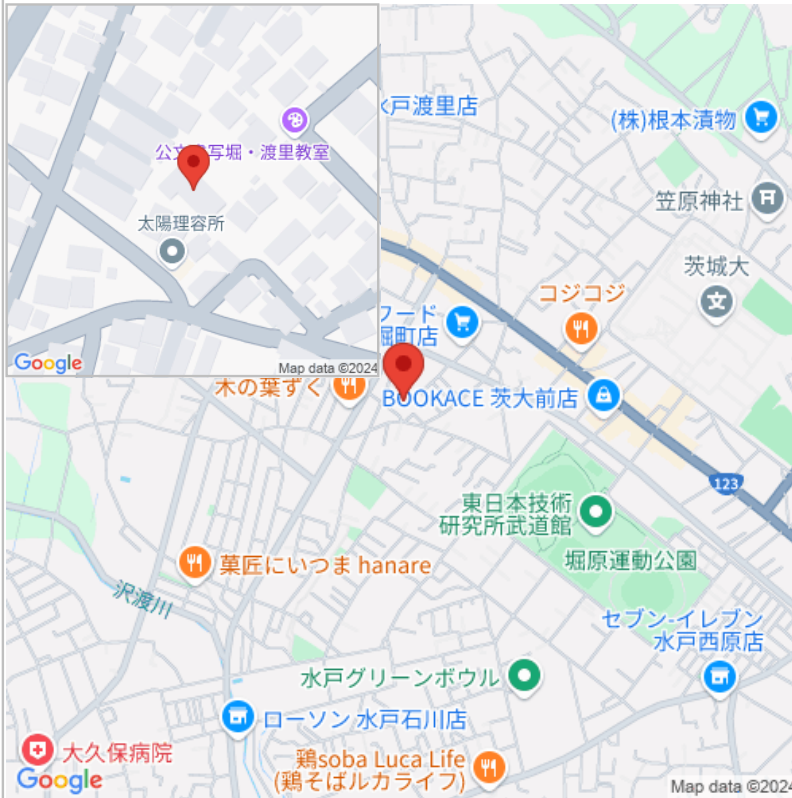 公文書写堀・渡里教室
太陽理容所
Google
Map data ©2024
水戸渡里店
(株)根本漬物
笠原神社
茨城大
コジコジ
フード
堀町店
木の葉ずく
BOOKACE 茨大前店
123
東日本技術
研究所武道館
堀原運動公園
菓匠にいつま hanare
沢渡川
セブン-イレブン
水戸西原店
水戸グリーンボウル
ローソン 水戸石川店
大久保病院
鶏soba Luca Life
(鶏そばルカライフ)
Google
Map data ©2024